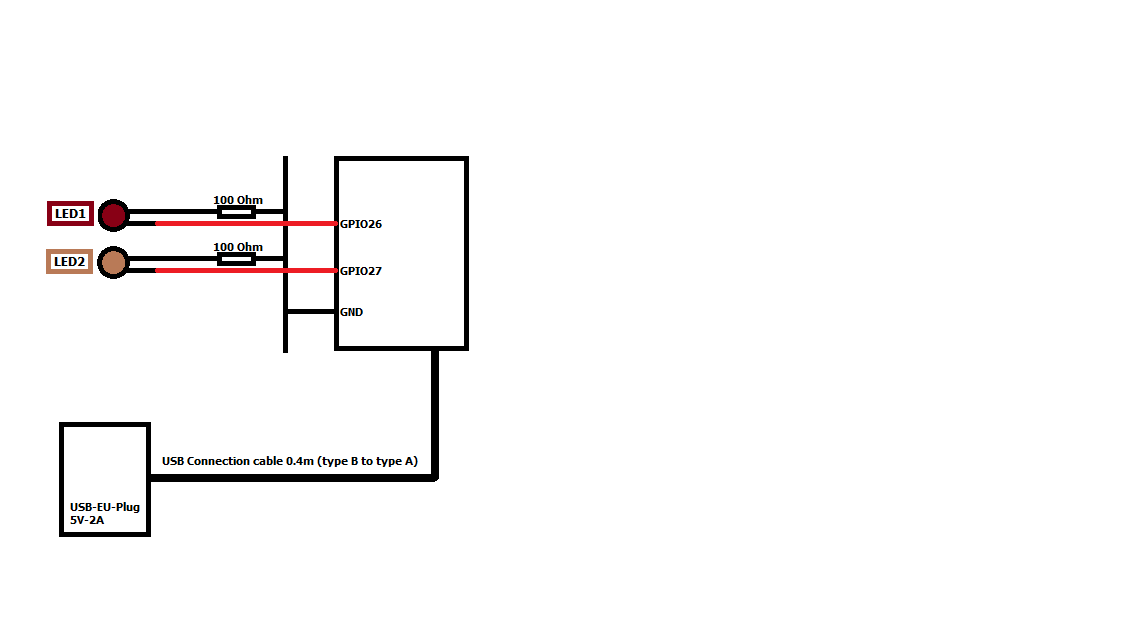 100 Ohm
LED1
GPIO26
100 Ohm
LED2
GPIO27
GND
USB Connection cable 0.4m (type B to type A)
USB-EU-Plug
5V-2A